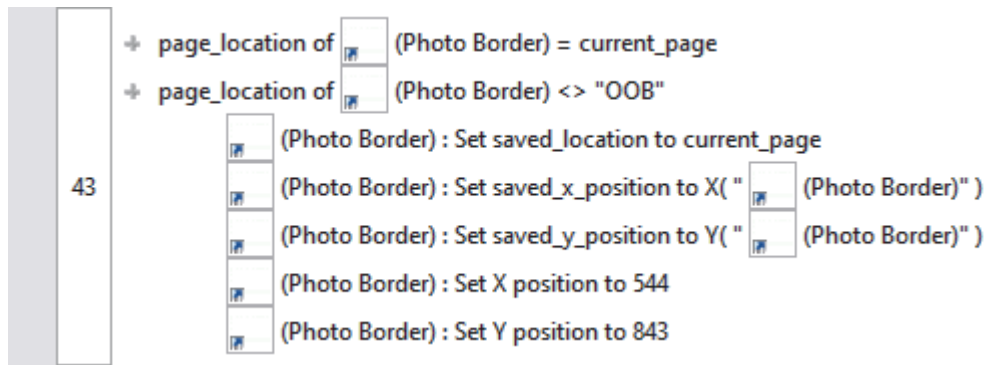 page_location of (Photo Border) = current_page
page_location of (Photo Border) <> "OOB"
(Photo Border) : Set saved_location to current_page
43 (Photo Border) : Set saved_x_position to X( " (Photo Border)" )
(Photo Border) : Set saved_y_position to Y( " (Photo Border)" )
(Photo Border) : Set X position to 544
(Photo Border) : Set Y position to 843